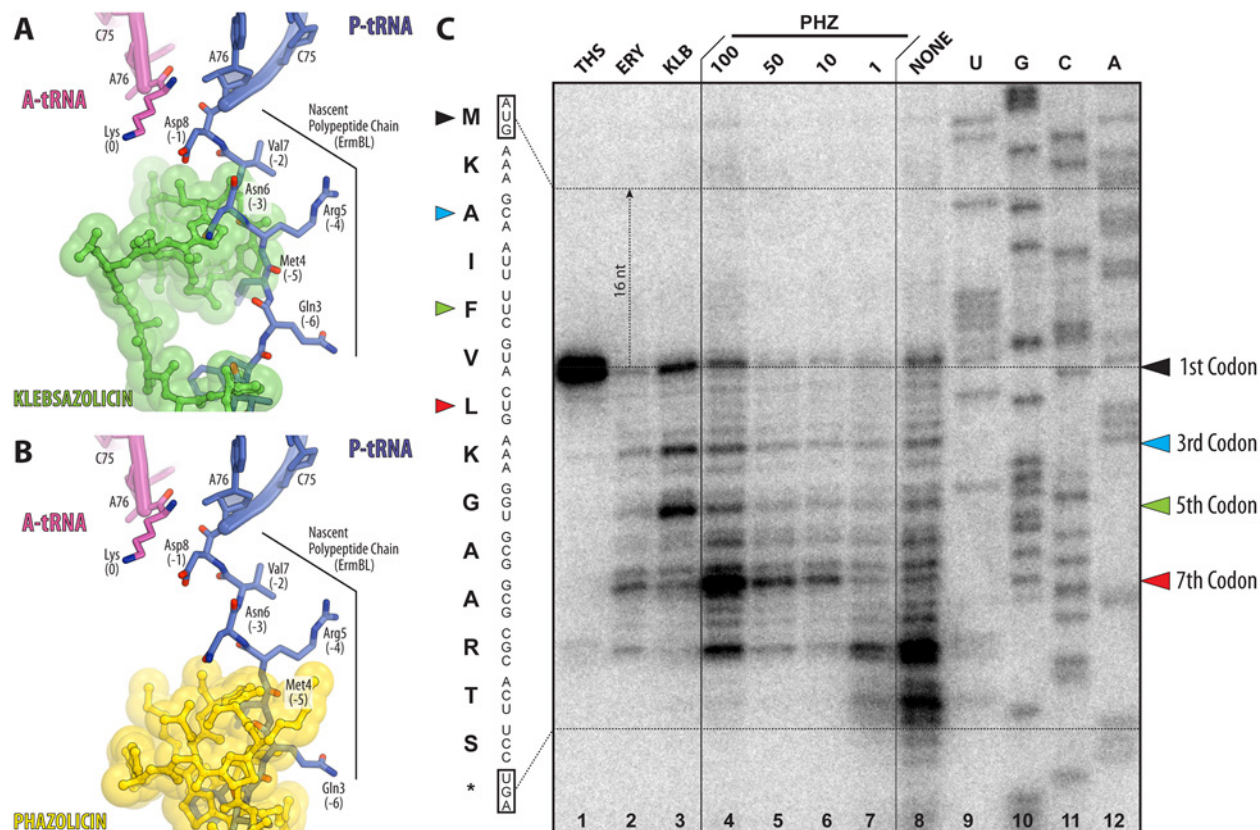 A
C75
A76
A-tRNA
Lys
(0)
P-tRNA
A76
C75
Asp8
(-1)
Nascent
Polypeptide Chain
(ErmBL)
Val7
(-2)
Asn6
(-3)
Arg5
(-4)
Met4
(-5)
Gln3
(-6)
KLEBSAZOLICIN
B
C75
A76
A-tRNA
Lys
(0)
P-tRNA
A76
C75
Asp8
(-1)
Nascent
Polypeptide Chain
(ErmBL)
Val7
(-2)
Asn6
(-3)
Arg5
(-4)
Met4
(-5)
Gln3
(-6)
PHAZOLICIN
C
PHZ
THS ERY KLB 100 50 10 1 NONE U G C A
M AUG
K AAA
A GCA
I AUU
F UUC
V GUA
L CUG
K AAA
G GGU
A GCG
A GCG
R CGC
T ACU
S UCC
* UGA
16 nt
1st Codon
3rd Codon
5th Codon
7th Codon
1 2 3 4 5 6 7 8 9 10 11 12